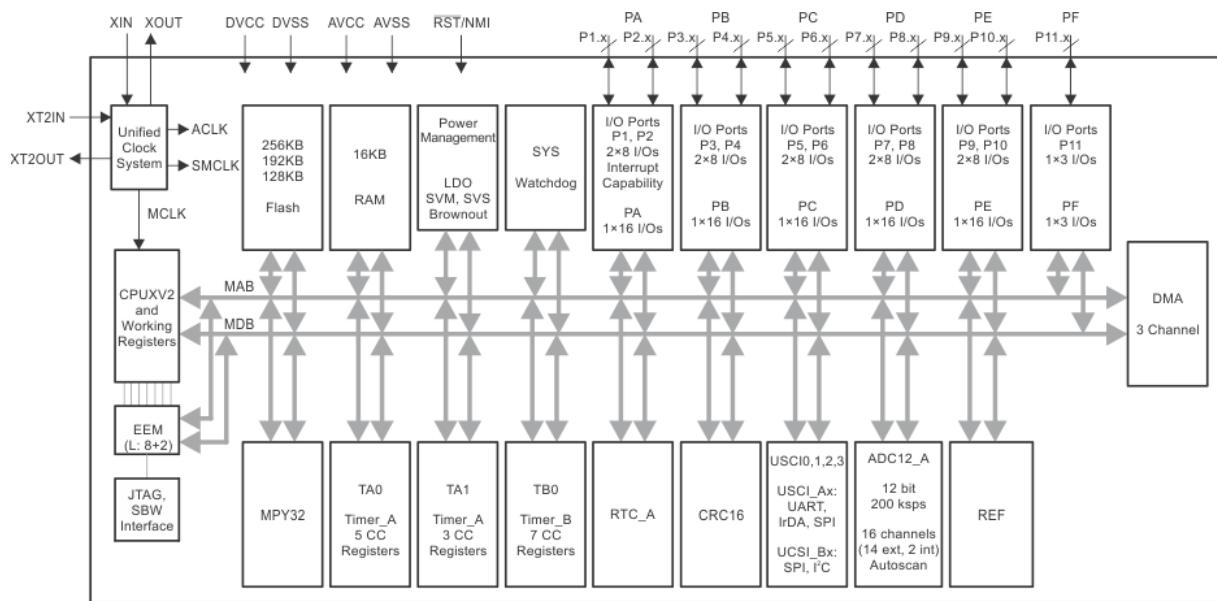 XIN XOUT DVCC DVSS AVCC AVSS RST/NMI PA PB PC PD PE PF
P1.x P2.x P3.x P4.x P5.x P6.x P7.x P8.x P9.x P10.x P11.x
XT2IN
XT2OUT
Unified
Clock
System
ACLK
SMCLK
MCLK
256KB
192KB
128KB
Flash
16KB
RAM
Power
Management
LDO
SVM, SVS
Brownout
SYS
Watchdog
I/O Ports
P1, P2
2×8 I/Os
Interrupt
Capability
PA
1×16 I/Os
I/O Ports
P3, P4
2×8 I/Os
PB
1×16 I/Os
I/O Ports
P5, P6
2×8 I/Os
PC
1×16 I/Os
I/O Ports
P7, P8
2×8 I/Os
PD
1×16 I/Os
I/O Ports
P9, P10
2×8 I/Os
PE
1×16 I/Os
I/O Ports
P11
1×3 I/Os
PF
1×3 I/Os
CPUXV2
and
Working
Registers
MAB
MDB
DMA
3 Channel
EEM
(L: 8+2)
JTAG,
SBW
Interface
MPY32
TA0
Timer_A
5 CC
Registers
TA1
Timer_A
3 CC
Registers
TB0
Timer_B
7 CC
Registers
RTC_A
CRC16
USCI0,1,2,3
USCI_Ax:
UART,
IrDA, SPI
UCSI_Bx:
SPI, I²C
ADC12_A
12 bit
200 ksps
16 channels
(14 ext, 2 int)
Autoscan
REF